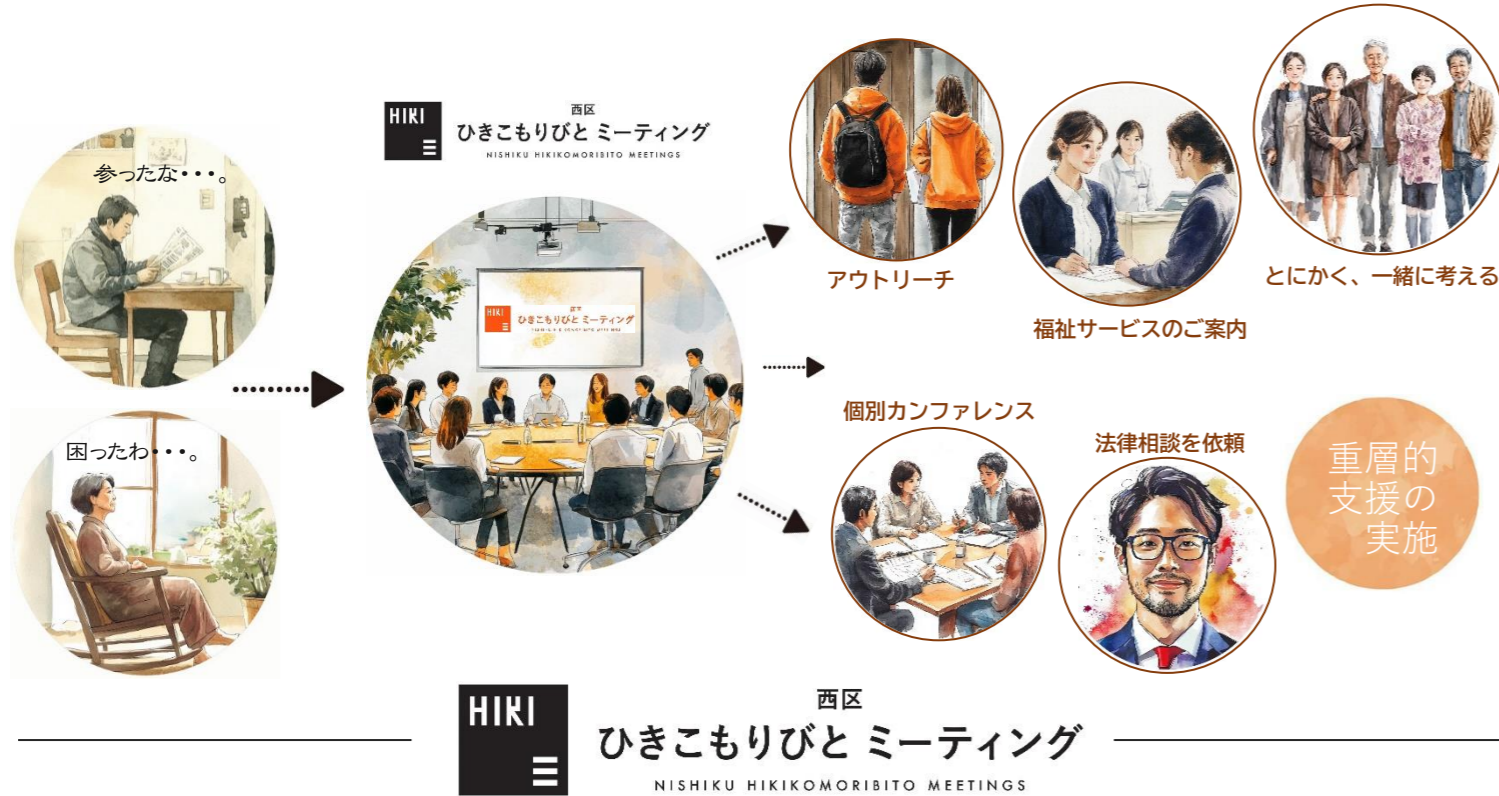 参ったな・・・。
困ったわ・・・。
HIKI
西区
ひきこもりびと ミーティング
NISHIKU HIKIKOMORIBITO MEETINGS
HIKI
西区
ひきこもりびと ミーティング
アウトリーチ
福祉サービスのご案内
とにかく、一緒に考える
個別カンファレンス
法律相談を依頼
重層的
支援の
実施
HIKI
西区
ひきこもりびと ミーティング
NISHIKU HIKIKOMORIBITO MEETINGS